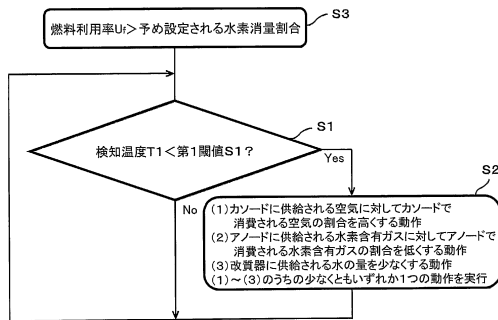 S3
燃料利用率Uf>予め設定される水素消費割合
S1
検知温度T1<第1閾値S1?
Yes
No
S2
(1)カソードに供給される空気に対してカソードで
消費される空気の割合を高くする動作
(2)アノードに供給される水素含有ガスに対してアノードで
消費される水素含有ガスの割合を低くする動作
(3)改質器に供給される水の量を少なくする動作
(1)~(3)のうちの少なくともいずれか1つの動作を実行